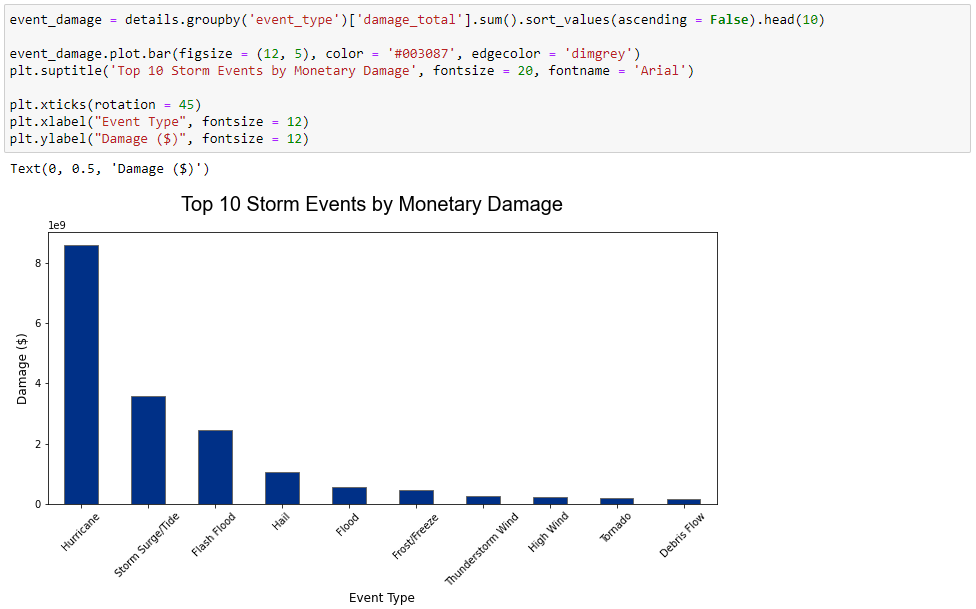 event_damage = details.groupby('event_type')['damage_total'].sum().sort_values(ascending = False).head(10)
event_damage.plot.bar(figsize = (12, 5), color = '#003087', edgecolor = 'dimgrey')
plt.suptitle('Top 10 Storm Events by Monetary Damage', fontsize = 20, fontname = 'Arial')
plt.xticks(rotation = 45)
plt.xlabel("Event Type", fontsize = 12)
plt.ylabel("Damage ($)", fontsize = 12)
Text(0, 0.5, 'Damage ($)')
Top 10 Storm Events by Monetary Damage
1e9
8
6
4
2
0
Damage ($)
Hurricane
Storm Surge/Tide
Flash Flood
Hail
Flood
Frost/Freeze
Thunderstorm Wind
High Wind
Tornado
Debris Flow
Event Type